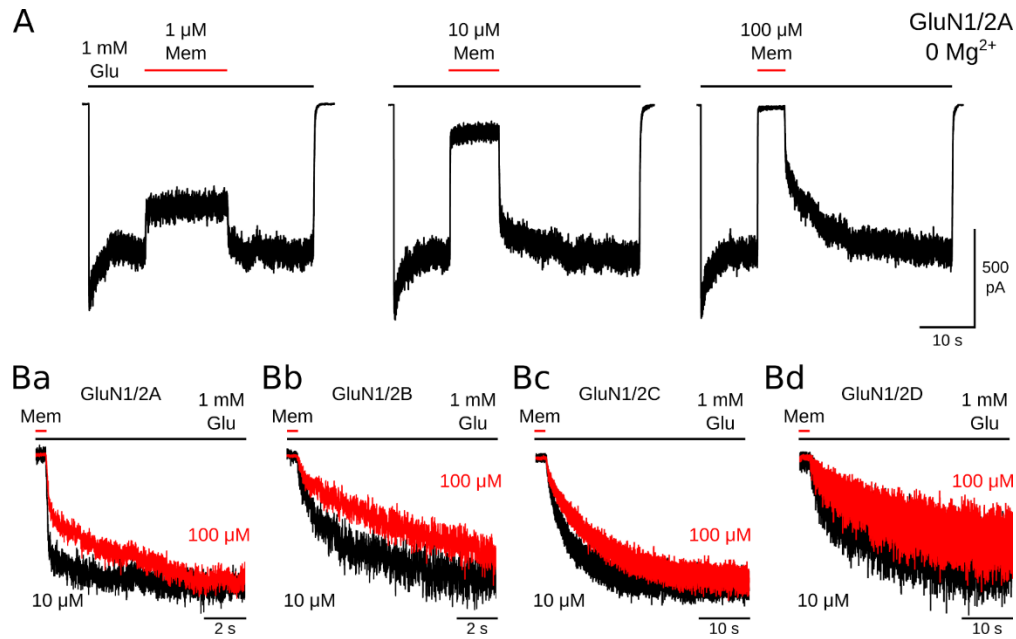 A
1 mM
Glu
1 µM
Mem
10 µM
Mem
100 µM
Mem
GluN1/2A
0 Mg²⁺
500
pA
10 s
Ba
GluN1/2A
1 mM
Glu
Mem
100 µM
10 µM
2 s
Bb
GluN1/2B
1 mM
Glu
Mem
100 µM
10 µM
2 s
Bc
GluN1/2C
1 mM
Glu
Mem
100 µM
10 µM
10 s
Bd
GluN1/2D
1 mM
Glu
Mem
100 µM
10 µM
10 s